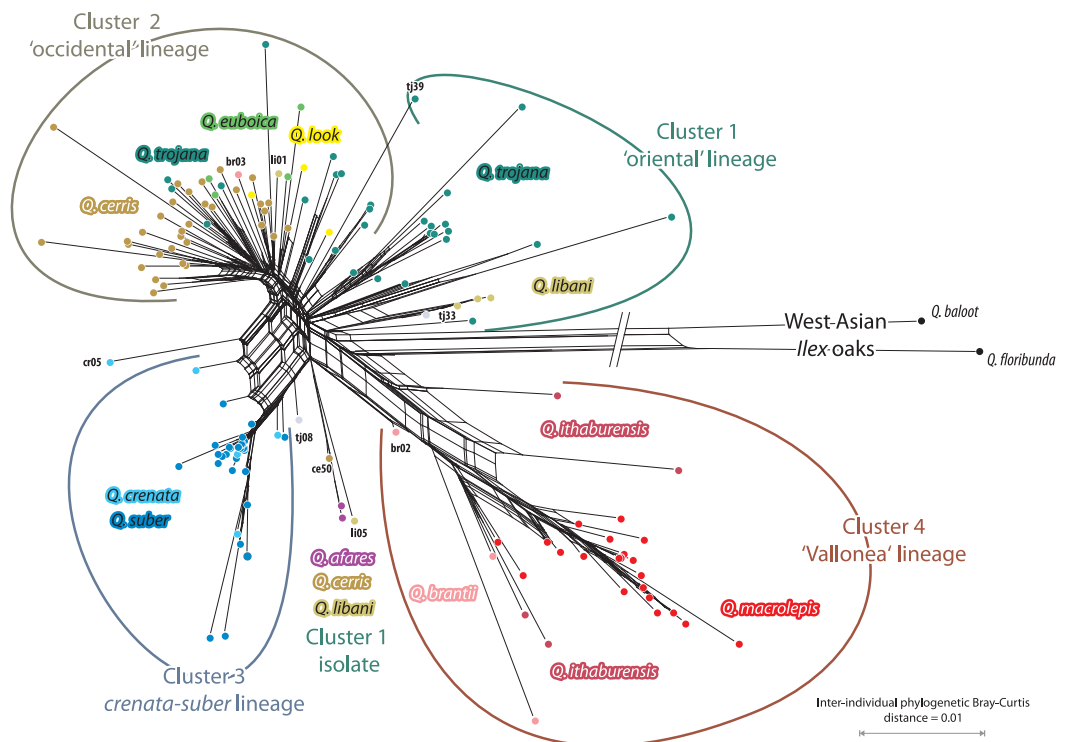 Cluster 2
'occidental' lineage
tj39
Q. euboica
Q. look
Cluster 1
'oriental' lineage
Q. trojana
br03
li01
Q. trojana
Q. cerris
Q. libani
tj33
West-Asian
Q. baloot
Ilex oaks
Q. floribunda
cr05
Q. ithaburensis
tj08
br02
ce50
Q. crenata
Q. suber
li05
Cluster 4
'Vallonea' lineage
Q. afares
Q. cerris
Q. libani
Q. brantii
Q. macrolepis
Cluster 1
isolate
Q. ithaburensis
Cluster 3
crenata-suber lineage
Inter-individual phylogenetic Bray-Curtis
distance = 0.01